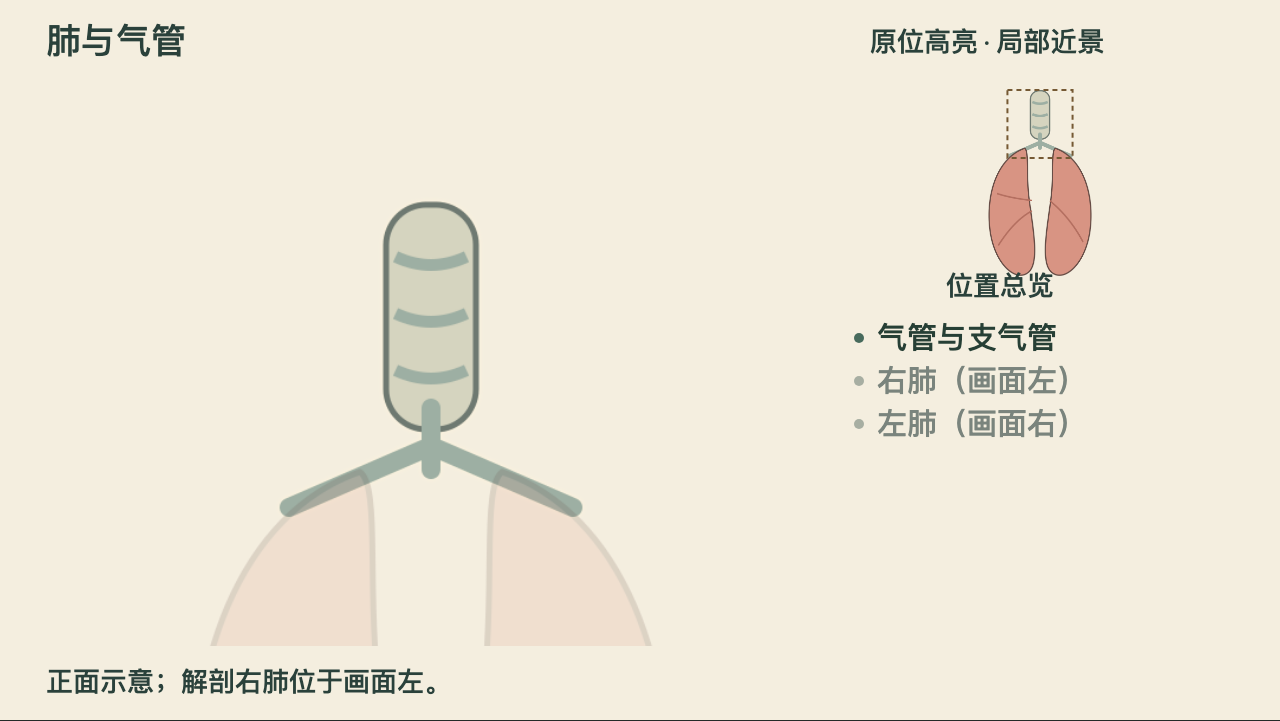 肺与气管
原位高亮 · 局部近景
位置总览
气管与支气管
右肺（画面左）
左肺（画面右）
正面示意；解剖右肺位于画面左。